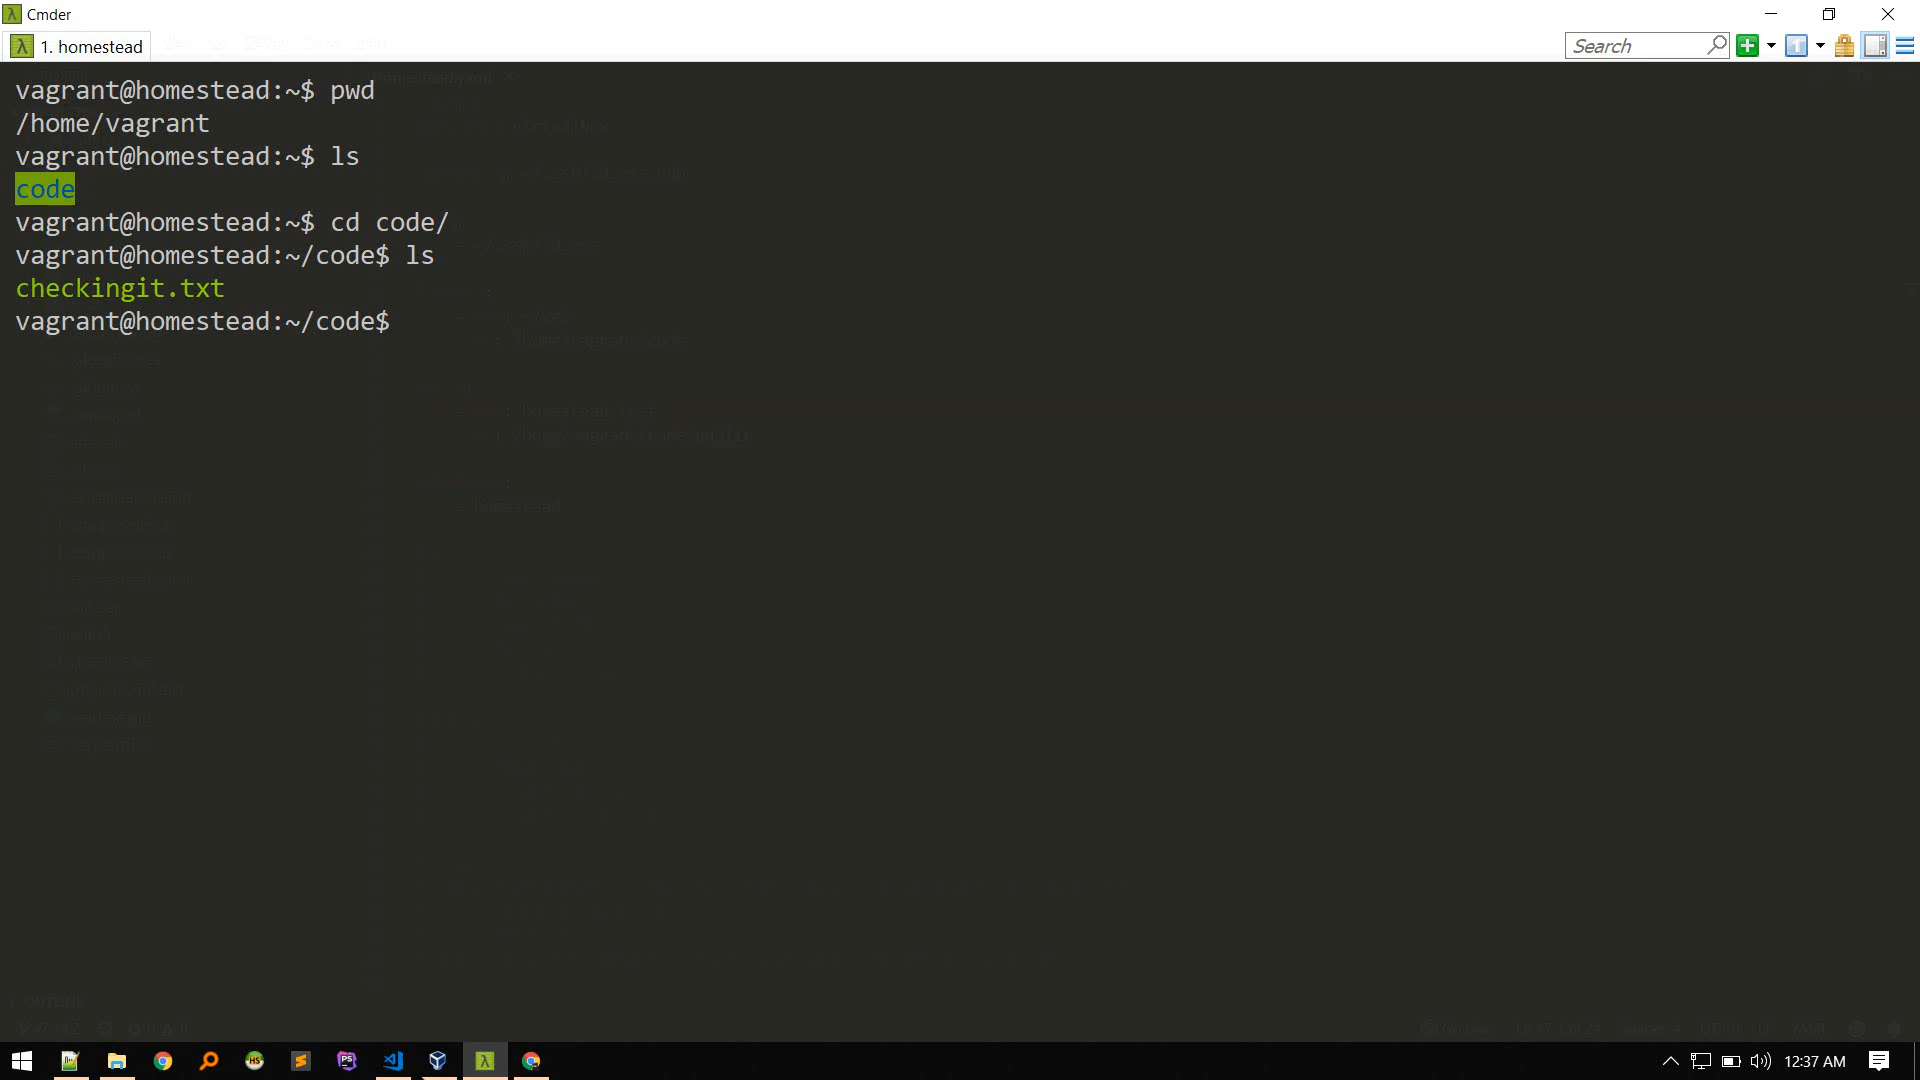 Cmder
1. homestead
Search
vagrant@homestead:~$ pwd
/home/vagrant
vagrant@homestead:~$ ls
code
vagrant@homestead:~$ cd code/
vagrant@homestead:~/code$ ls
checkingit.txt
vagrant@homestead:~/code$
12:37 AM